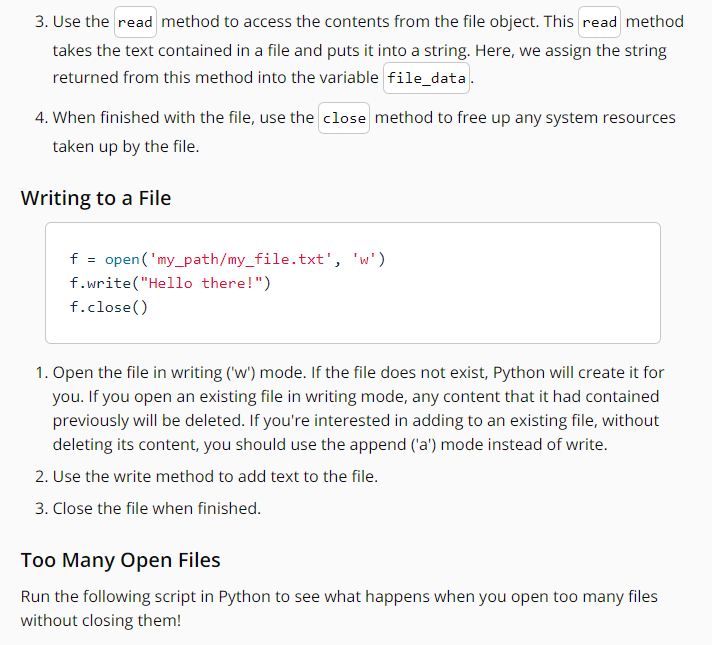 3. Use the read method to access the contents from the file object. This read method
takes the text contained in a file and puts it into a string. Here, we assign the string
returned from this method into the variable file_data.
4. When finished with the file, use the close method to free up any system resources
taken up by the file.
Writing to a File
f = open('my_path/my_file.txt', 'w')
f.write("Hello there!")
f.close()
1. Open the file in writing ('w') mode. If the file does not exist, Python will create it for
you. If you open an existing file in writing mode, any content that it had contained
previously will be deleted. If you're interested in adding to an existing file, without
deleting its content, you should use the append ('a') mode instead of write.
2. Use the write method to add text to the file.
3. Close the file when finished.
Too Many Open Files
Run the following script in Python to see what happens when you open too many files
without closing them!